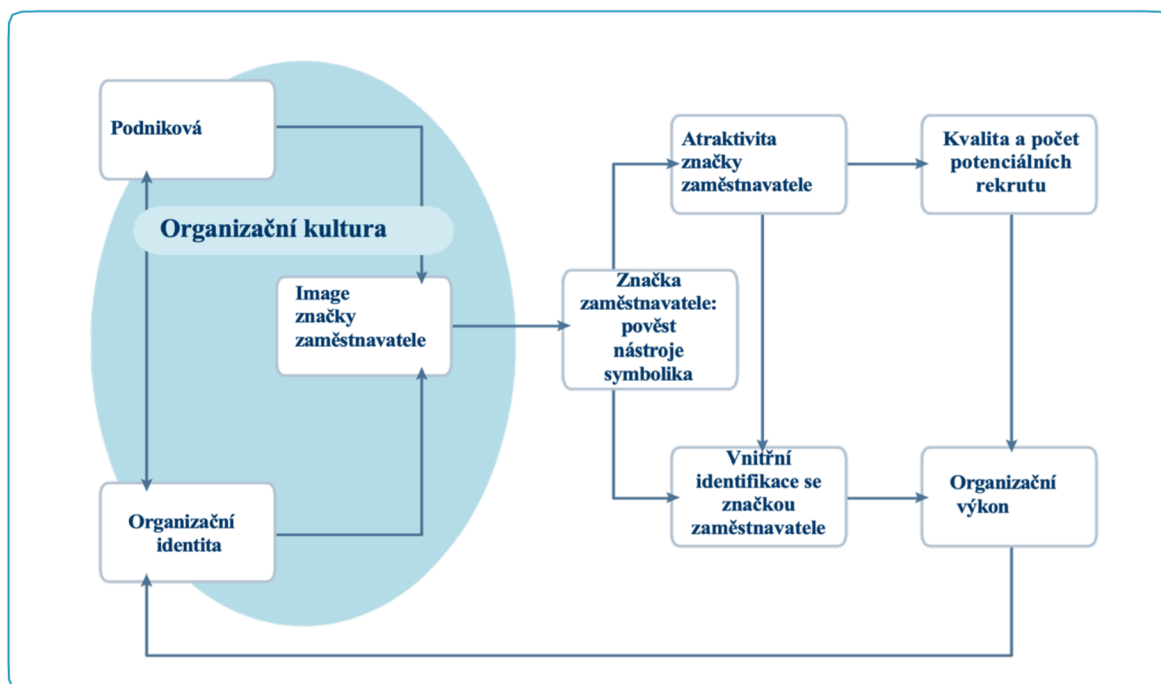 Podniková
Organizační kultura
Image
značky
zaměstnavatele
Organizační
identita
Značka
zaměstnavatele:
pověst
nástroje
symbolika
Atraktivita
značky
zaměstnavatele
Kvalita a počet
potenciálních
rekrutu
Vnitřní
identifikace se
značkou
zaměstnavatele
Organizační
výkon